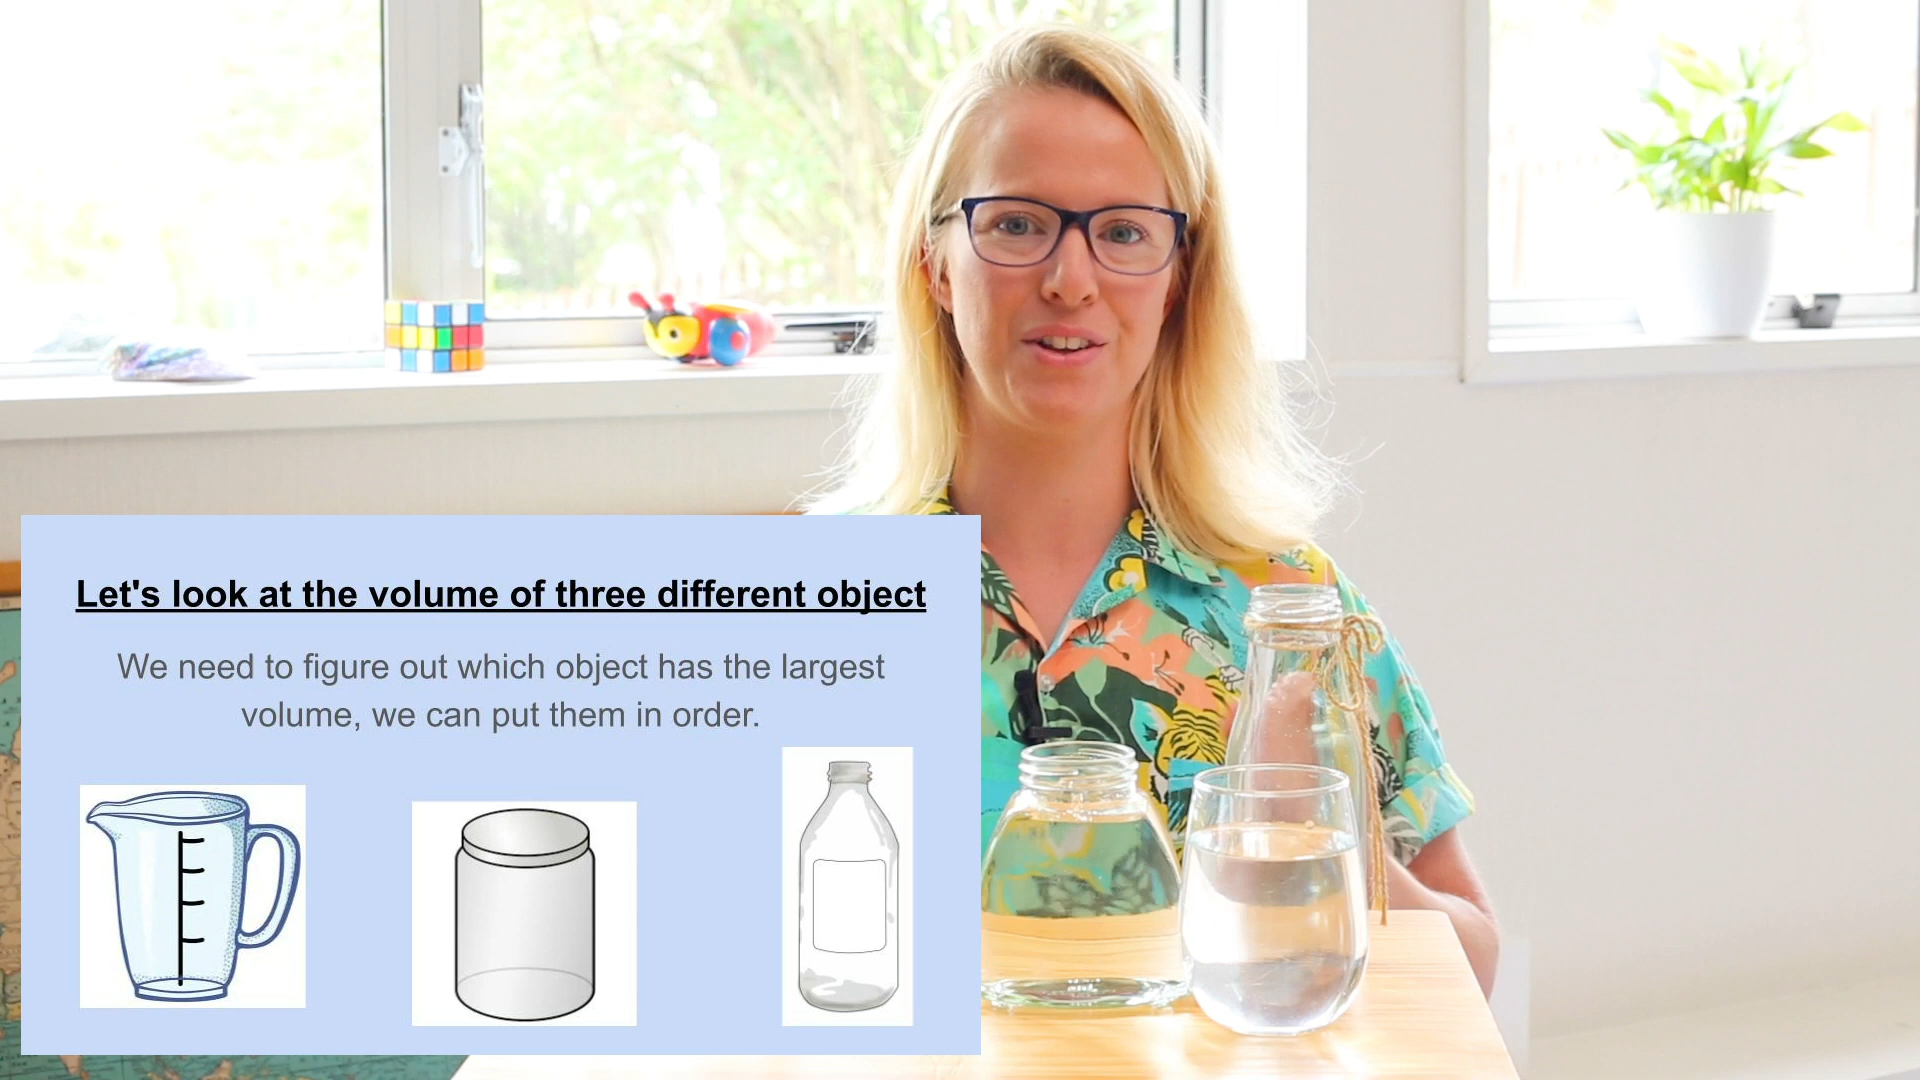 Let's look at the volume of three different object
We need to figure out which object has the largest
volume, we can put them in order.